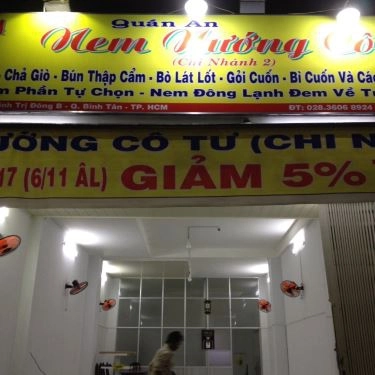 Quán Ăn
Nem Nướng Cô
(Chi Nhánh 2)
Chả Giò - Bún Thập Cẩm - Bò Lát Lốt - Gỏi Cuốn - Bì Cuốn Và Các
Phần Tự Chọn - Nem Đông Lạnh Đem Về
Trị Đông B - Q. Bình Tân - TP. HCM
ĐT: 028.3606 8924
ƯỚNG CÔ TƯ (CHI N
17 (6/11 ÂL) GIẢM 5%